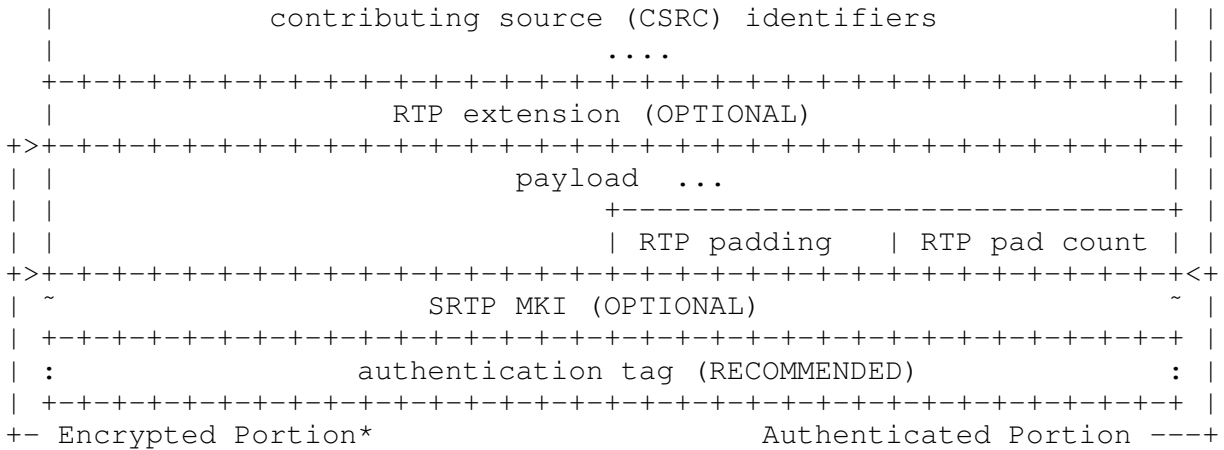 |            contributing source (CSRC) identifiers             | |
|                               ....                            | |
+-+-+-+-+-+-+-+-+-+-+-+-+-+-+-+-+-+-+-+-+-+-+-+-+-+-+-+-+-+-+-+-+ |
|                   RTP extension (OPTIONAL)                    | |
+>+-+-+-+-+-+-+-+-+-+-+-+-+-+-+-+-+-+-+-+-+-+-+-+-+-+-+-+-+-+-+-+-+ |
| |                          payload  ...                         | |
| |                               +-------------------------------+ |
| |                               | RTP padding   | RTP pad count | |
+>+-+-+-+-+-+-+-+-+-+-+-+-+-+-+-+-+-+-+-+-+-+-+-+-+-+-+-+-+-+-+-+-+<+
| ~                     SRTP MKI (OPTIONAL)                       ~ |
| +-+-+-+-+-+-+-+-+-+-+-+-+-+-+-+-+-+-+-+-+-+-+-+-+-+-+-+-+-+-+-+-+ |
| :                 authentication tag (RECOMMENDED)              : |
| +-+-+-+-+-+-+-+-+-+-+-+-+-+-+-+-+-+-+-+-+-+-+-+-+-+-+-+-+-+-+-+-+ |
+- Encrypted Portion*                      Authenticated Portion ---+